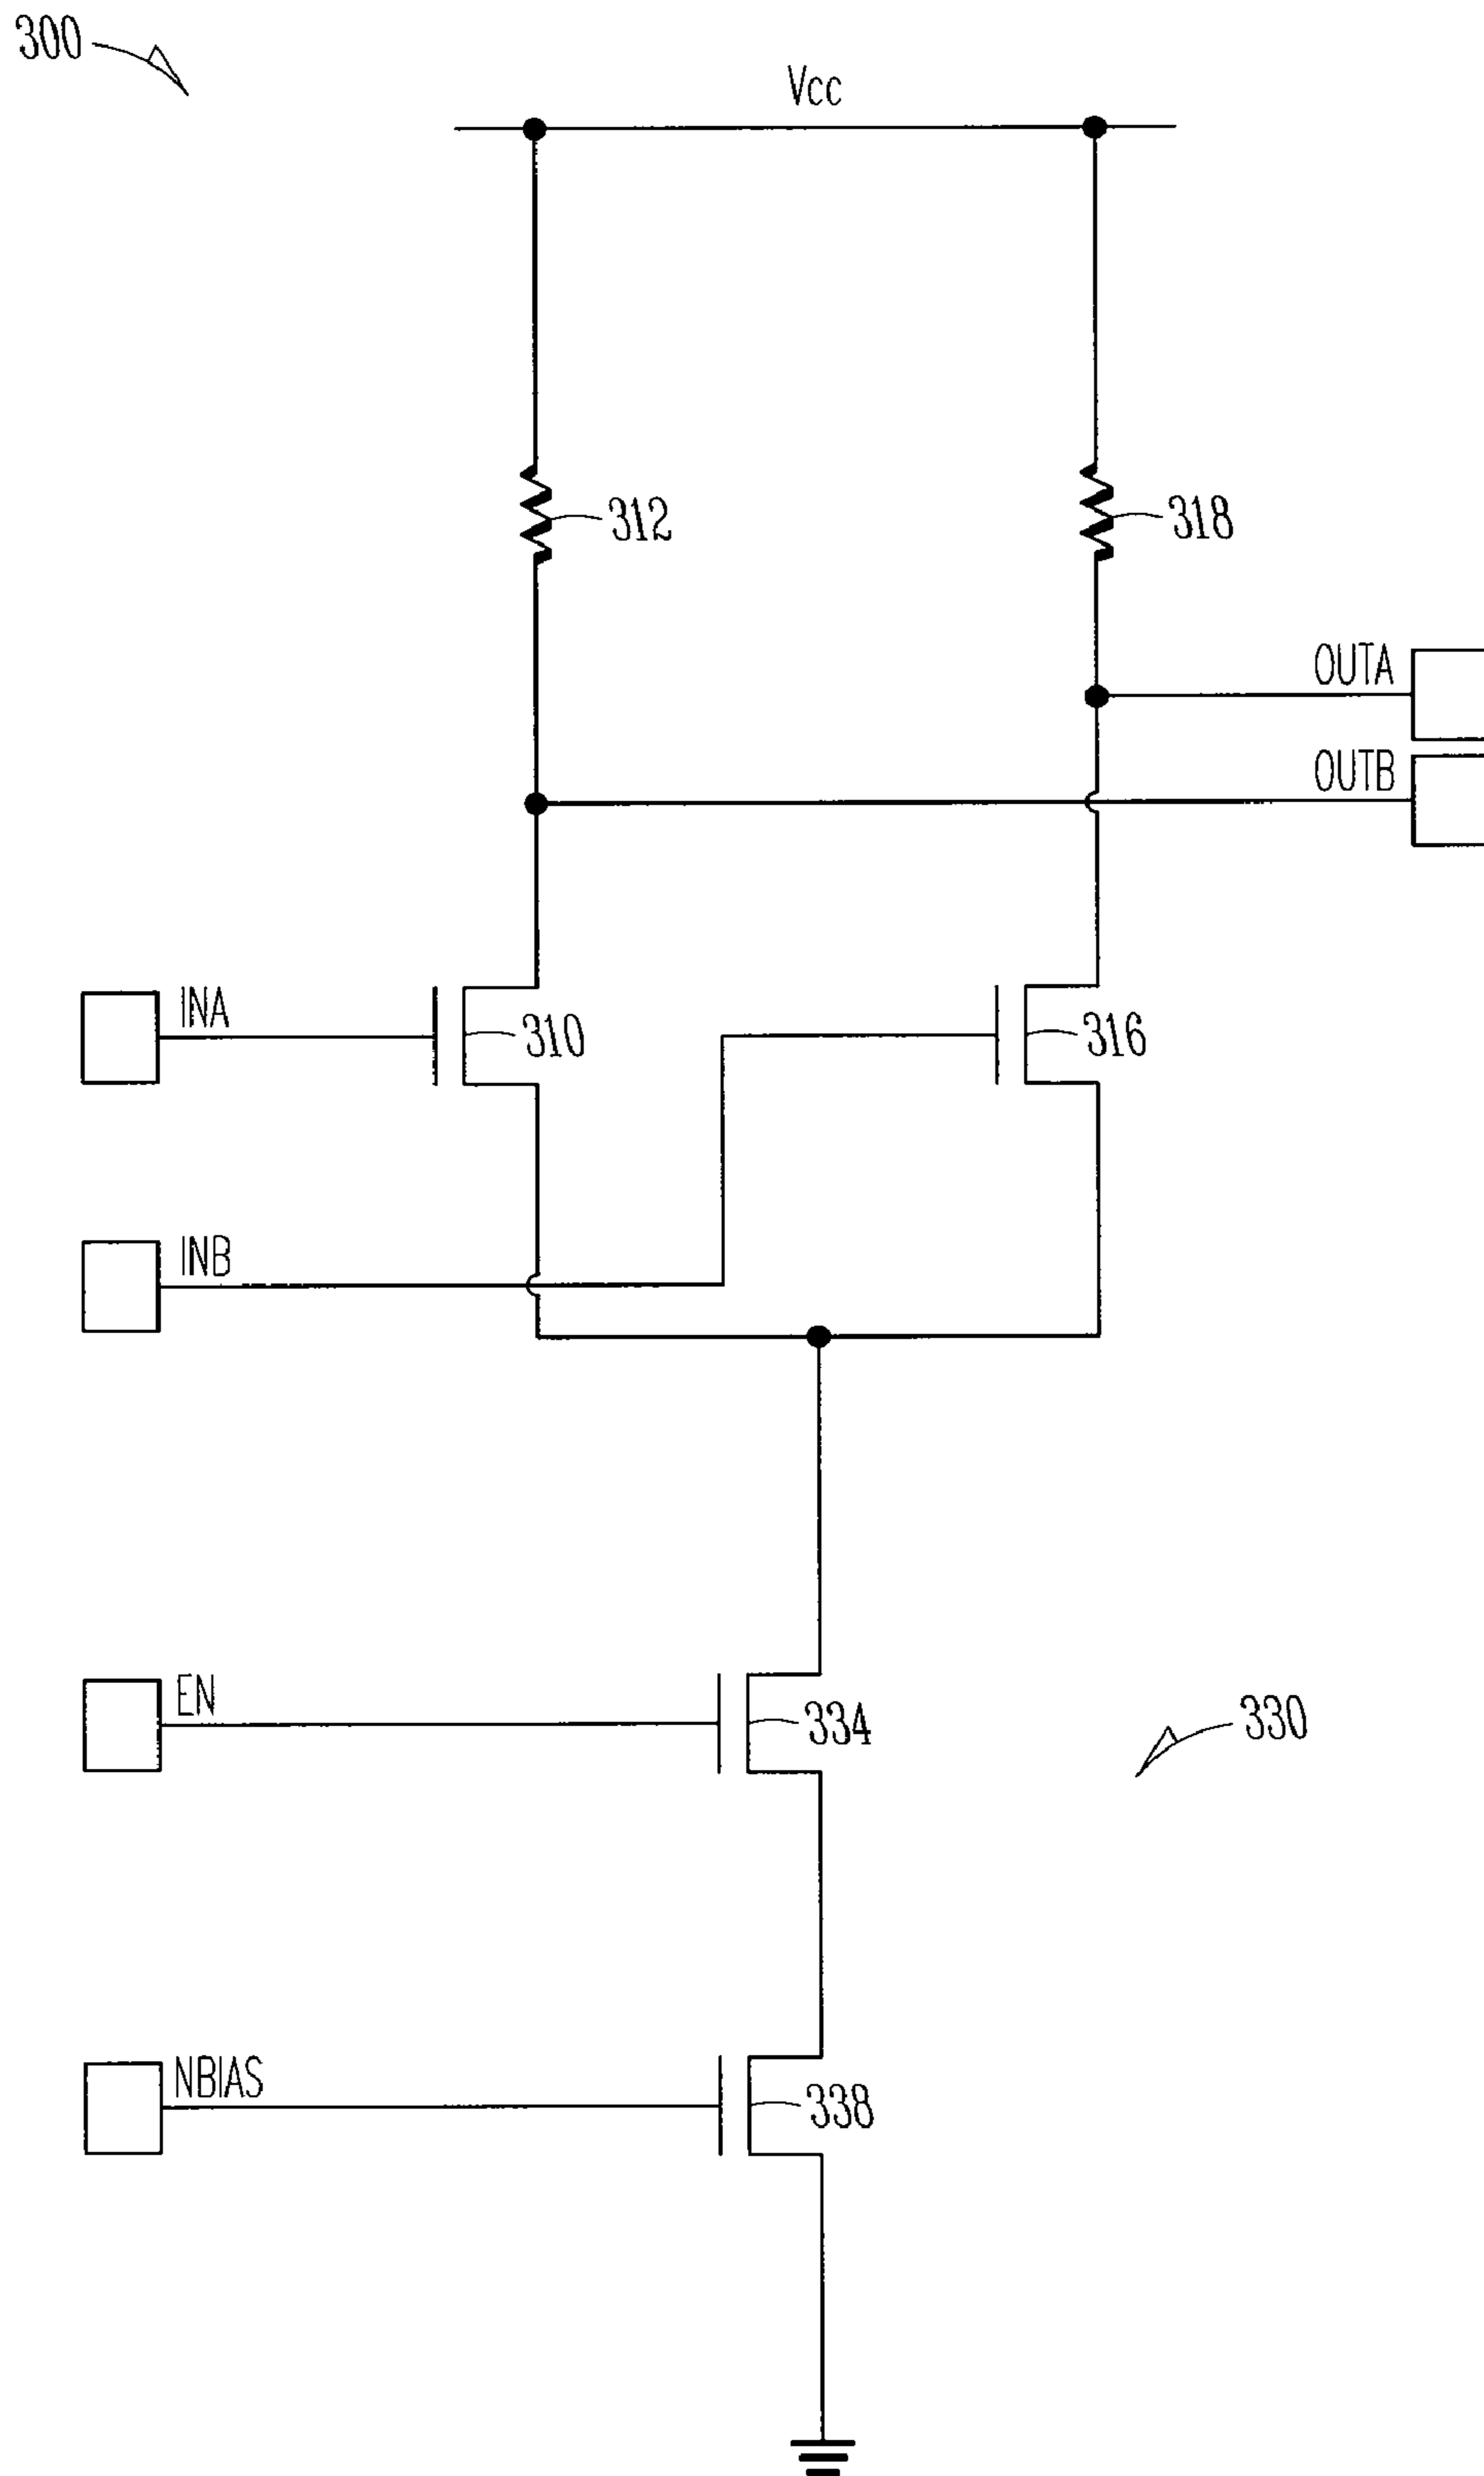 300
Vcc
312
318
OUTA
OUTB
INA
310
316
INB
EN
334
330
NBIAS
338